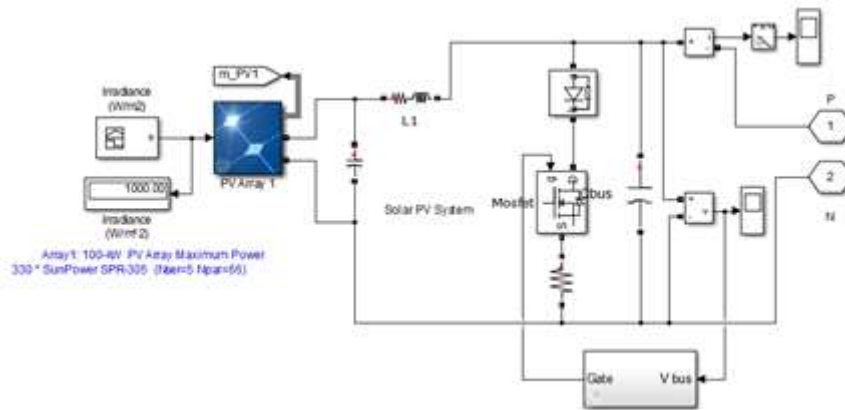 m_PV1
Irradiance
(W/m2)
PV Array 1
1000.00
Irradiance
(W/m^2)
Array1: 100-kW PV Array Maximum Power
330 * SunPower SPR-305 (Nser=5 Npar=66)
L1
Solar PV System
Mosfet
g
D
S
Cbus
Gate
V bus
P
1
2
N